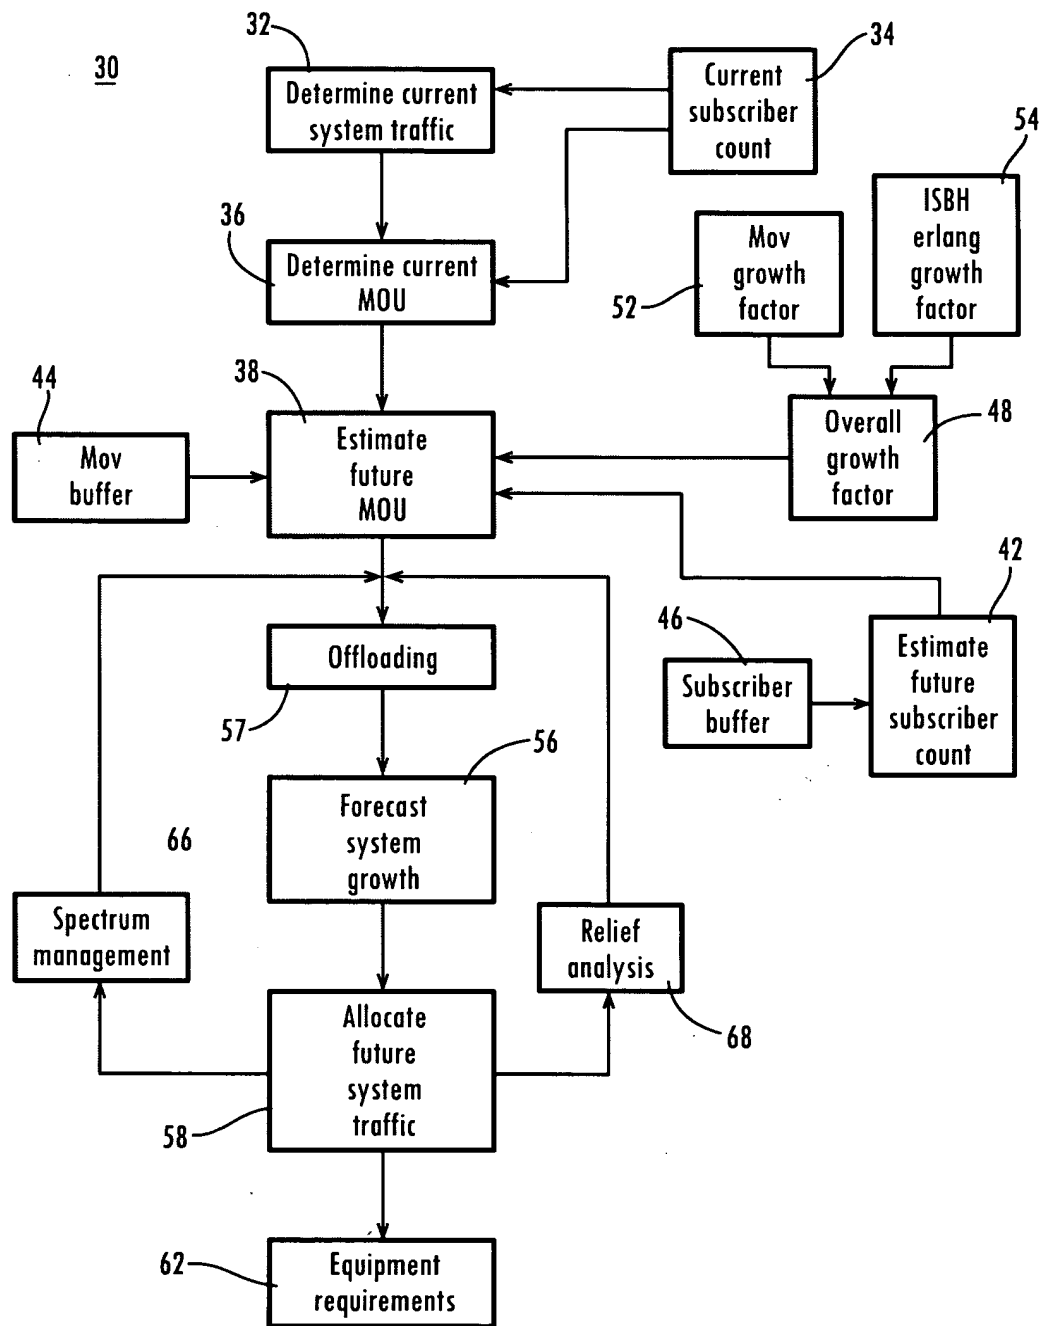 30
32
Determine current
system traffic
34
Current
subscriber
count
54
ISBH
erlang
growth
factor
36
Determine current
MOU
52
Mov
growth
factor
44
Mov
buffer
38
Estimate
future
MOU
Overall
growth
factor
48
42
Offloading
57
46
Subscriber
buffer
Estimate
future
subscriber
count
56
Forecast
system
growth
66
Spectrum
management
Relief
analysis
68
Allocate
future
system
traffic
58
62
Equipment
requirements